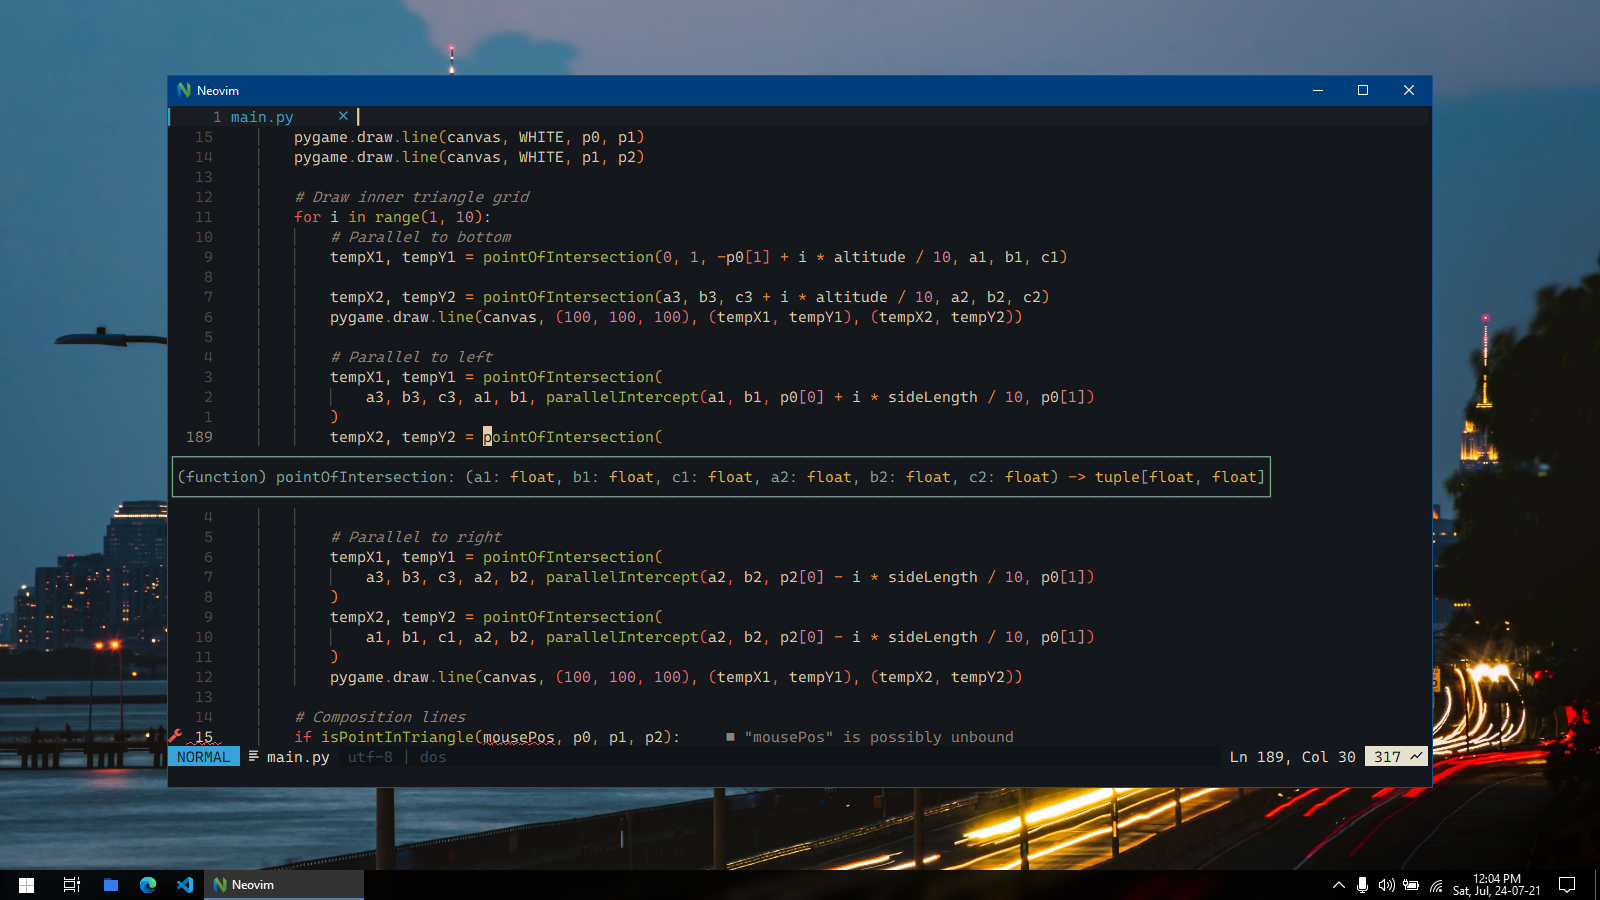 Neovim
1 main.py ×
15 pygame.draw.line(canvas, WHITE, p0, p1)
14 pygame.draw.line(canvas, WHITE, p1, p2)
13
12 # Draw inner triangle grid
11 for i in range(1, 10):
10 # Parallel to bottom
9 tempX1, tempY1 = pointOfIntersection(0, 1, -p0[1] + i * altitude / 10, a1, b1, c1)
8
7 tempX2, tempY2 = pointOfIntersection(a3, b3, c3 + i * altitude / 10, a2, b2, c2)
6 pygame.draw.line(canvas, (100, 100, 100), (tempX1, tempY1), (tempX2, tempY2))
5
4 # Parallel to left
3 tempX1, tempY1 = pointOfIntersection(
2 a3, b3, c3, a1, b1, parallelIntercept(a1, b1, p0[0] + i * sideLength / 10, p0[1])
1 )
189 tempX2, tempY2 = pointOfIntersection(
(function) pointOfIntersection: (a1: float, b1: float, c1: float, a2: float, b2: float, c2: float) -> tuple[float, float]
4
5 # Parallel to right
6 tempX1, tempY1 = pointOfIntersection(
7 a3, b3, c3, a2, b2, parallelIntercept(a2, b2, p2[0] - i * sideLength / 10, p0[1])
8 )
9 tempX2, tempY2 = pointOfIntersection(
10 a1, b1, c1, a2, b2, parallelIntercept(a2, b2, p2[0] - i * sideLength / 10, p0[1])
11 )
12 pygame.draw.line(canvas, (100, 100, 100), (tempX1, tempY1), (tempX2, tempY2))
13
14 # Composition lines
15 if isPointInTriangle(mousePos, p0, p1, p2): ■ "mousePos" is possibly unbound
NORMAL main.py utf-8 | dos Ln 189, Col 30 317
Neovim
12:04 PM
Sat, Jul, 24-07-21